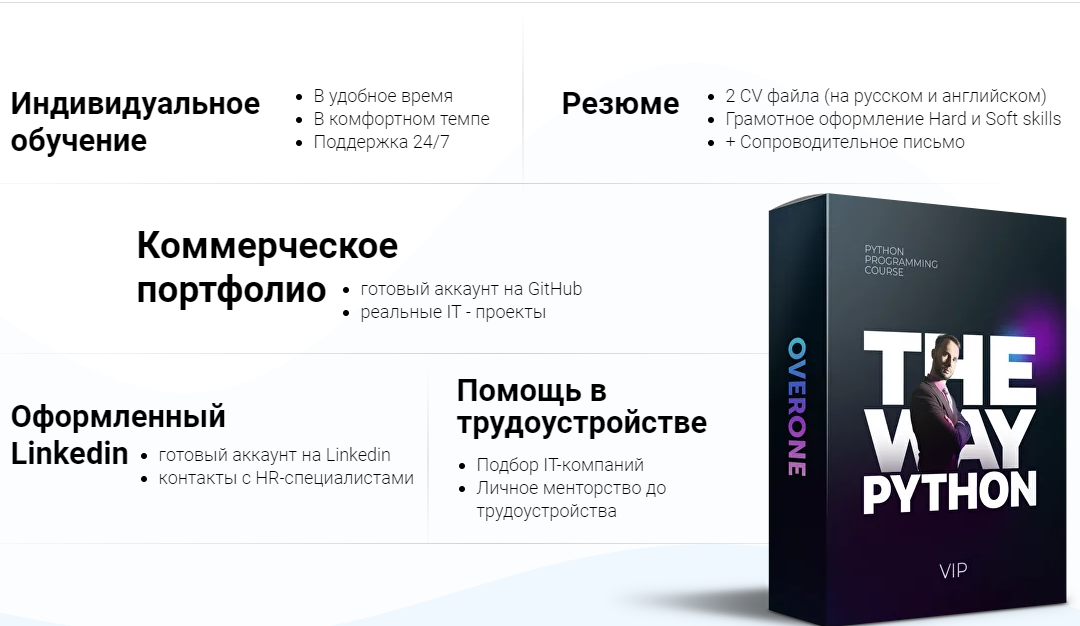 Индивидуальное
обучение
В удобное время
В комфортном темпе
Поддержка 24/7
Резюме
2 CV файла (на русском и английском)
Грамотное оформление Hard и Soft skills
+ Сопроводительное письмо
Коммерческое
портфолио
готовый аккаунт на GitHub
реальные IT - проекты
Оформленный
Linkedin
готовый аккаунт на Linkedin
контакты с HR-специалистами
Помощь в
трудоустройстве
Подбор IT-компаний
Личное менторство до
трудоустройства
OVERONE
PYTHON
PROGRAMMING
COURSE
THE
WAY
PYTHON
VIP